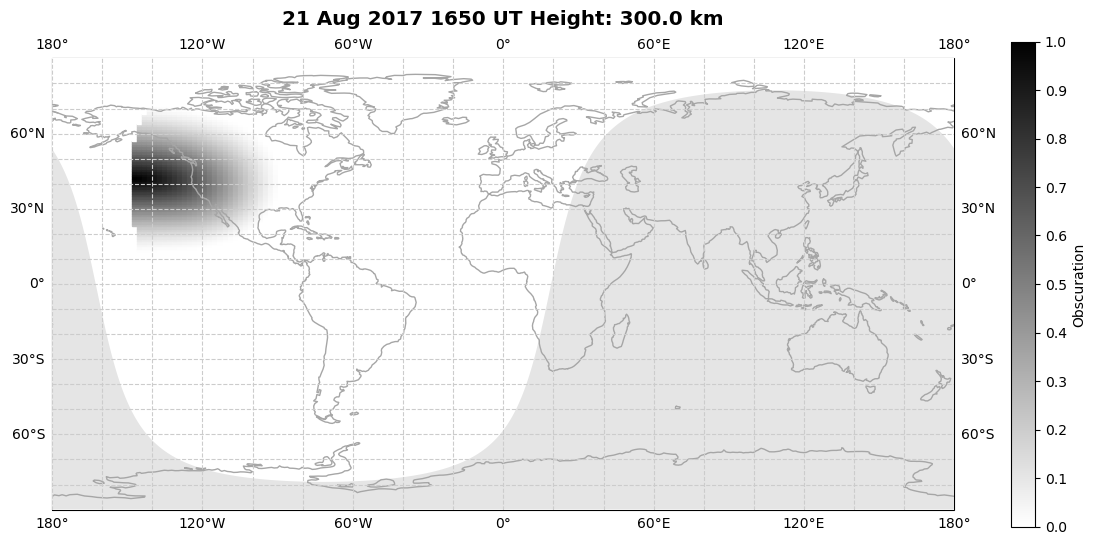 21 Aug 2017 1650 UT Height: 300.0 km
180° 120°W 60°W 0° 60°E 120°E 180°
60°N 60°N
30°N 30°N
0° 0°
30°S 30°S
60°S 60°S
180° 120°W 60°W 0° 60°E 120°E 180°
1.0
0.9
0.8
0.7
0.6
0.5
0.4
0.3
0.2
0.1
0.0
Obscuration